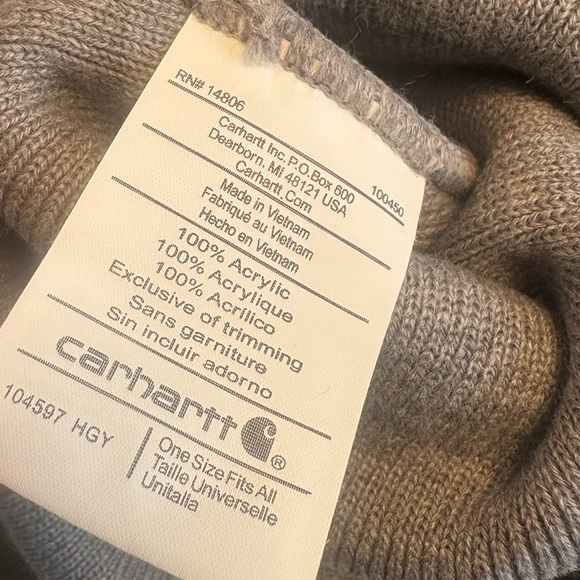 RN# 14806
Carhartt Inc. P.O.Box 600
Dearborn. MI 48121 USA
Carhartt.Com
100450
Made in Vietnam
Fabriqué au Vietnam
Hecho en Vietnam
100% Acrylic
100% Acrylique
100% Acrílico
Exclusive of trimming
Sans garniture
Sin incluir adorno
carhartt ®
104597 HGY
One Size Fits All
Taille Universelle
Unitalla